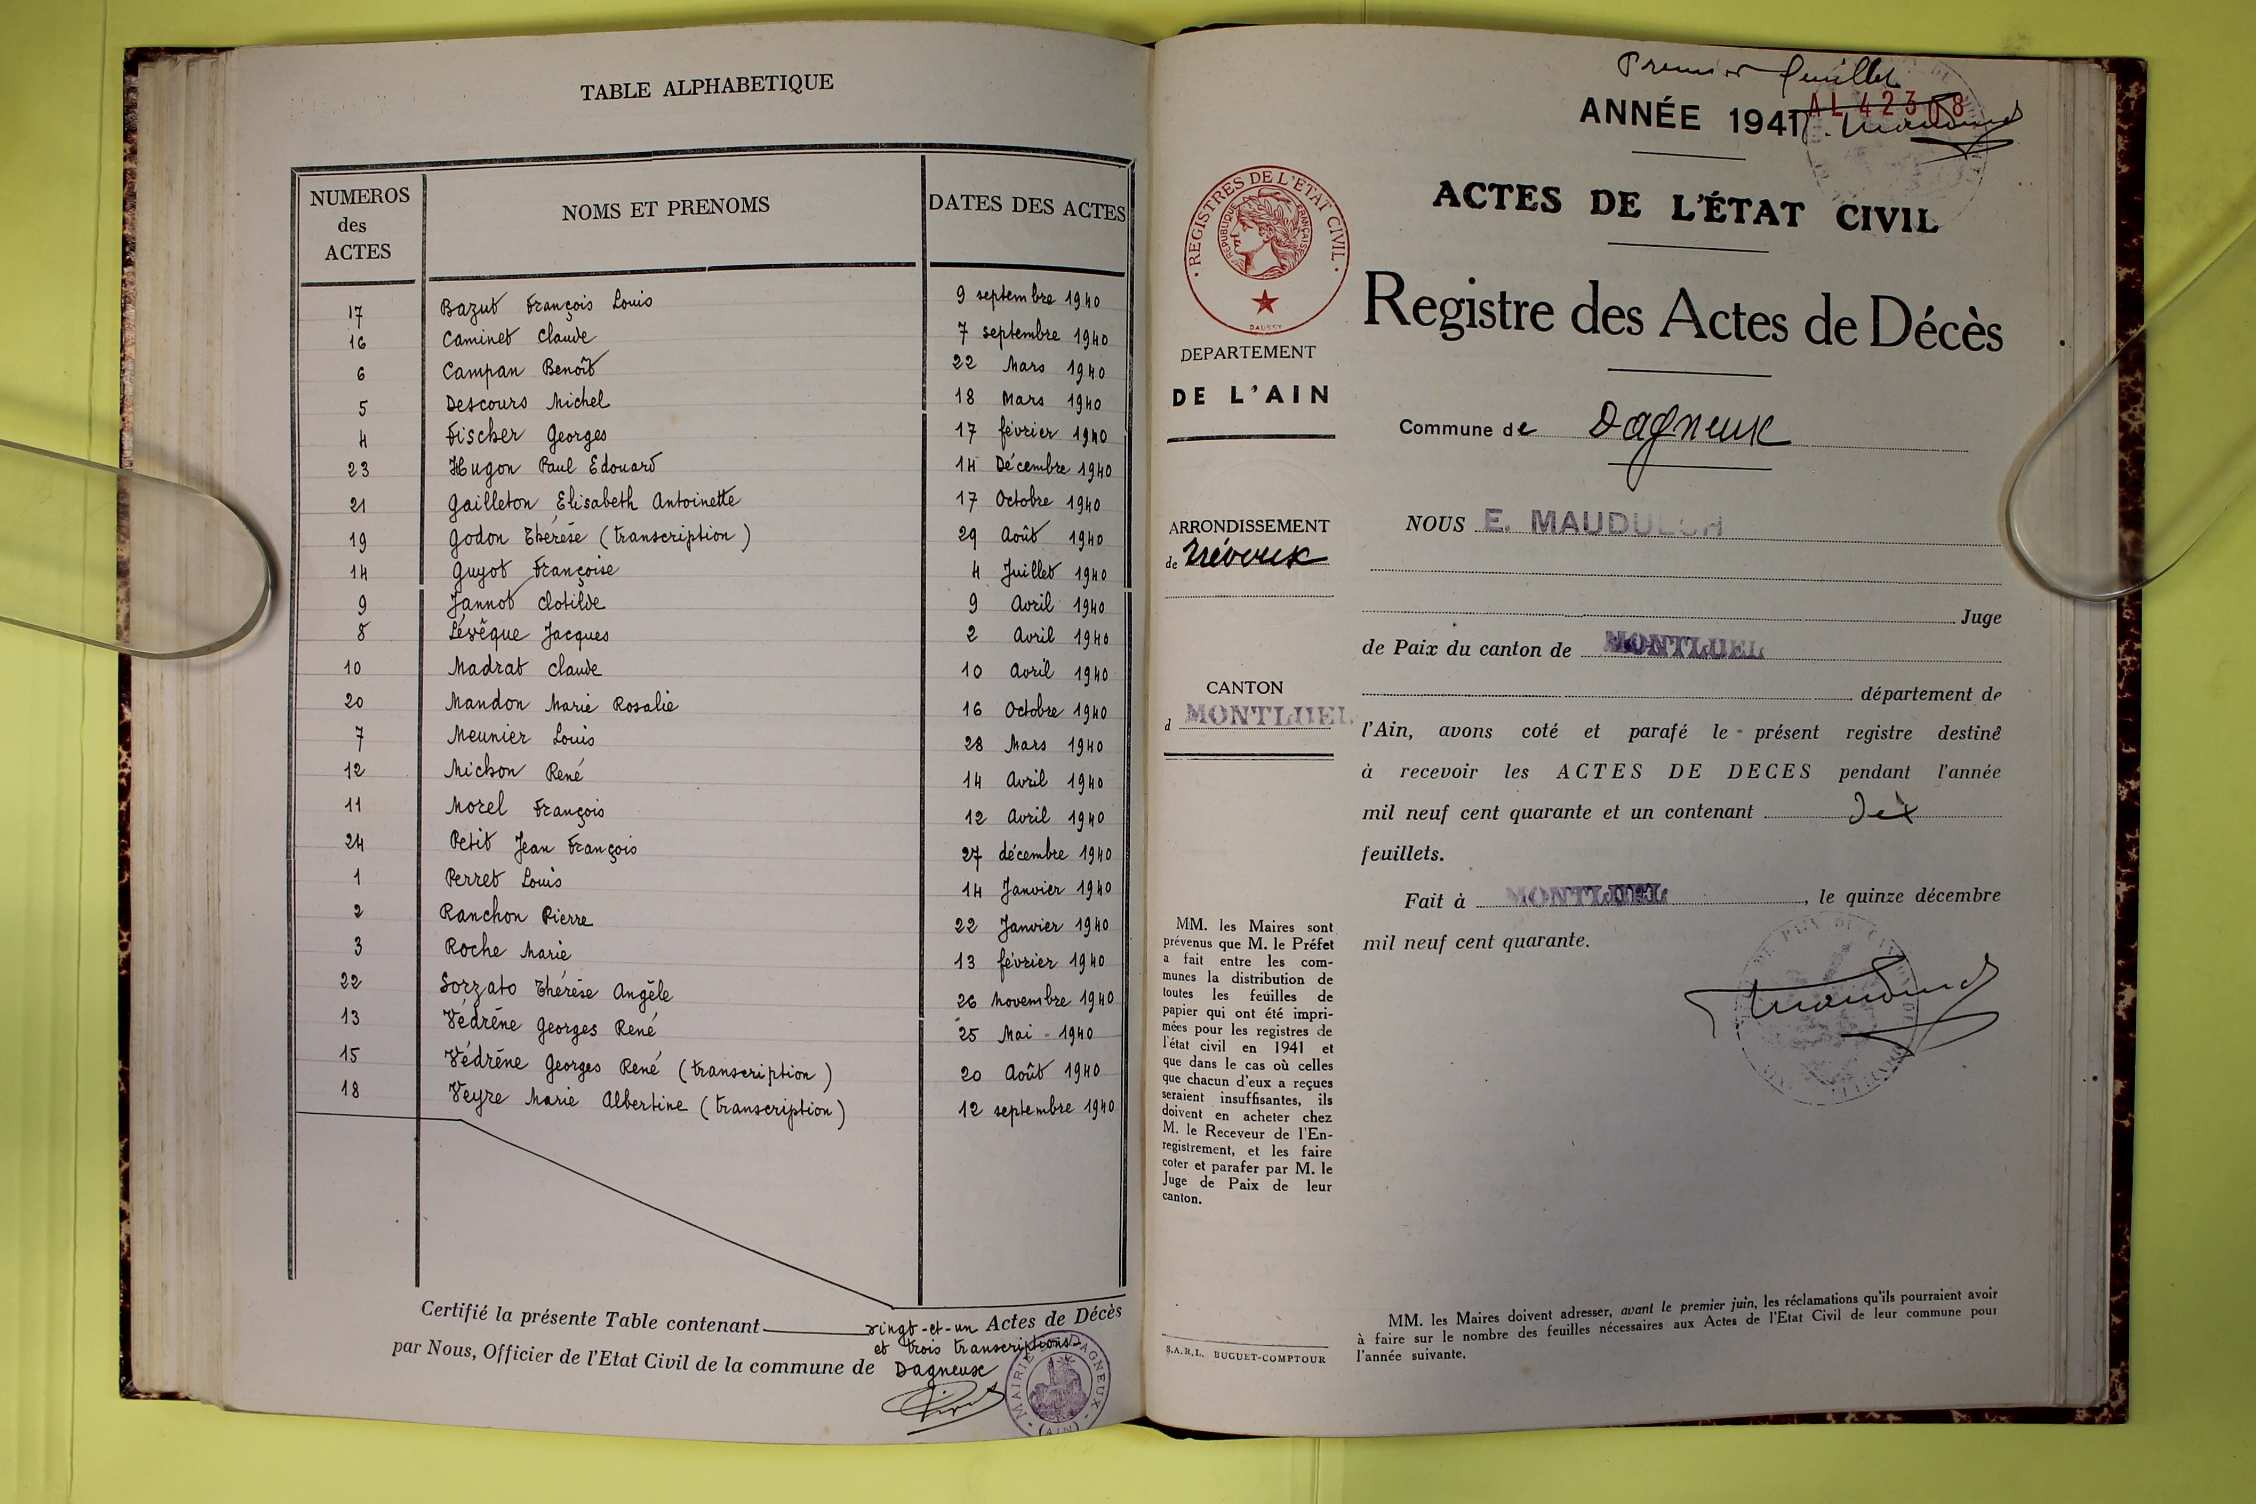 TABLE ALPHABETIQUE
NUMEROS des ACTES NOMS ET PRENOMS DATES DES ACTES
17 Bazut François Louis 9 septembre 1940
16 Caminet Claude 7 septembre 1940
6 Campan Benoît 22 Mars 1940
5 Descours Michel 18 Mars 1940
4 Fischer Georges 17 février 1940
23 Hugon Paul Edouard 14 Décembre 1940
21 Gailleton Elisabeth Antoinette 17 Octobre 1940
19 Godon Thérèse (transcription) 29 Août 1940
14 Guyot Françoise 4 Juillet 1940
9 Jannot Clotilde 9 Avril 1940
8 Lévêque Jacques 2 Avril 1940
10 Madrat Claude 10 Avril 1940
20 Mandon Marie Rosalie 16 Octobre 1940
7 Meunier Louis 28 Mars 1940
12 Michon René 14 Avril 1940
11 Morel François 12 Avril 1940
24 Petit Jean François 27 décembre 1940
1 Perret Louis 14 Janvier 1940
2 Ranchon Pierre 22 Janvier 1940
3 Roche Marie 13 février 1940
22 Sorzato Thérèse Angèle 26 Novembre 1940
13 Védrène Georges René 25 Mai - 1940
15 Védrène Georges René (transcription) 20 Août 1940
18 Veyre Marie Albertine (transcription) 12 septembre 1940
Certifié la présente Table contenant vingt-et-un Actes de Décès
et trois transcriptions
par Nous, Officier de l'Etat Civil de la commune de Dagneux
MAIRIE DE DAGNEUX
(AIN)
Premier feuillet
ANNÉE 1941
AL 42308
ACTES DE L'ÉTAT CIVIL
Registre des Actes de Décès
REGISTRES DE L'ETAT CIVIL
REPUBLIQUE FRANÇAISE
DAUSSY
DEPARTEMENT
DE L'AIN
ARRONDISSEMENT
de Trévoux
CANTON
d MONTLUEL
MM. les Maires sont
prévenus que M. le Préfet
a fait entre les com-
munes la distribution de
toutes les feuilles de
papier qui ont été impri-
mées pour les registres de
l'état civil en 1941 et
que dans le cas où celles
que chacun d'eux a reçues
seraient insuffisantes, ils
doivent en acheter chez
M. le Receveur de l'En-
registrement, et les faire
coter et parafer par M. le
Juge de Paix de leur
canton.
S.A.R.L. BUGUET-COMPTOUR
Commune de Dagneux
NOUS E. MAUDUECH
Juge
de Paix du canton de MONTLUEL
département de
l'Ain, avons coté et parafé le présent registre destiné
à recevoir les ACTES DE DECES pendant l'année
mil neuf cent quarante et un contenant dix
feuillets.
Fait à MONTLUEL, le quinze décembre
mil neuf cent quarante.
MM. les Maires doivent adresser, avant le premier juin, les réclamations qu'ils pourraient avoir
à faire sur le nombre des feuilles nécessaires aux Actes de l'Etat Civil de leur commune pour
l'année suivante.